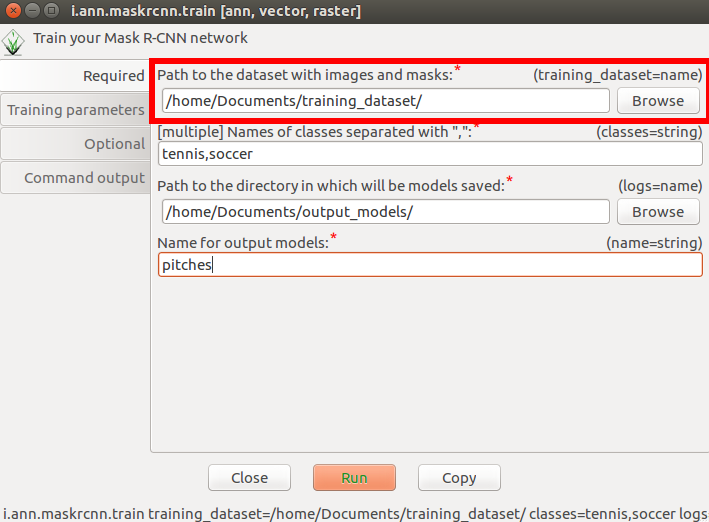 i.ann.maskrcnn.train [ann, vector, raster]
Train your Mask R-CNN network
Required
Training parameters
Optional
Command output
Path to the dataset with images and masks:* (training_dataset=name)
/home/Documents/training_dataset/ Browse
[multiple] Names of classes separated with ",":* (classes=string)
tennis,soccer
Path to the directory in which will be models saved:* (logs=name)
/home/Documents/output_models/ Browse
Name for output models:* (name=string)
pitches
Close Run Copy
i.ann.maskrcnn.train training_dataset=/home/Documents/training_dataset/ classes=tennis,soccer logs